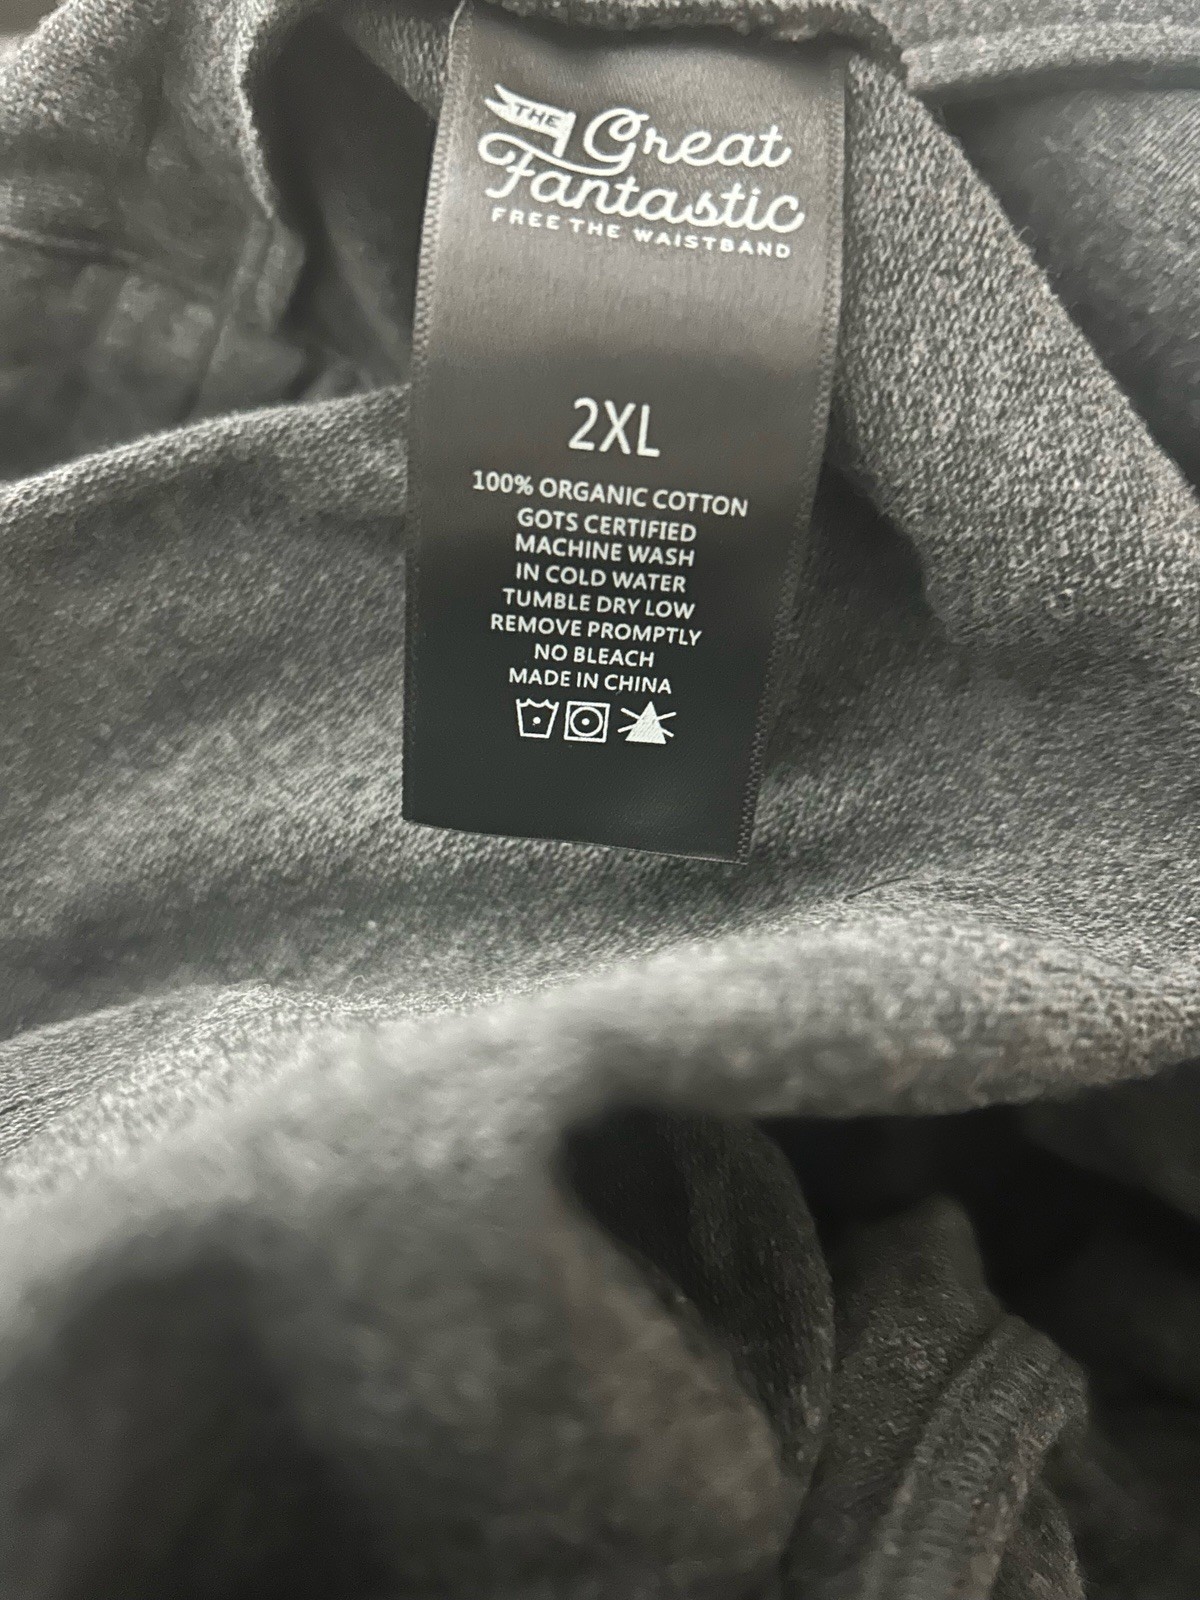 THE Great
Fantastic
FREE THE WAISTBAND
2XL
100% ORGANIC COTTON
GOTS CERTIFIED
MACHINE WASH
IN COLD WATER
TUMBLE DRY LOW
REMOVE PROMPTLY
NO BLEACH
MADE IN CHINA